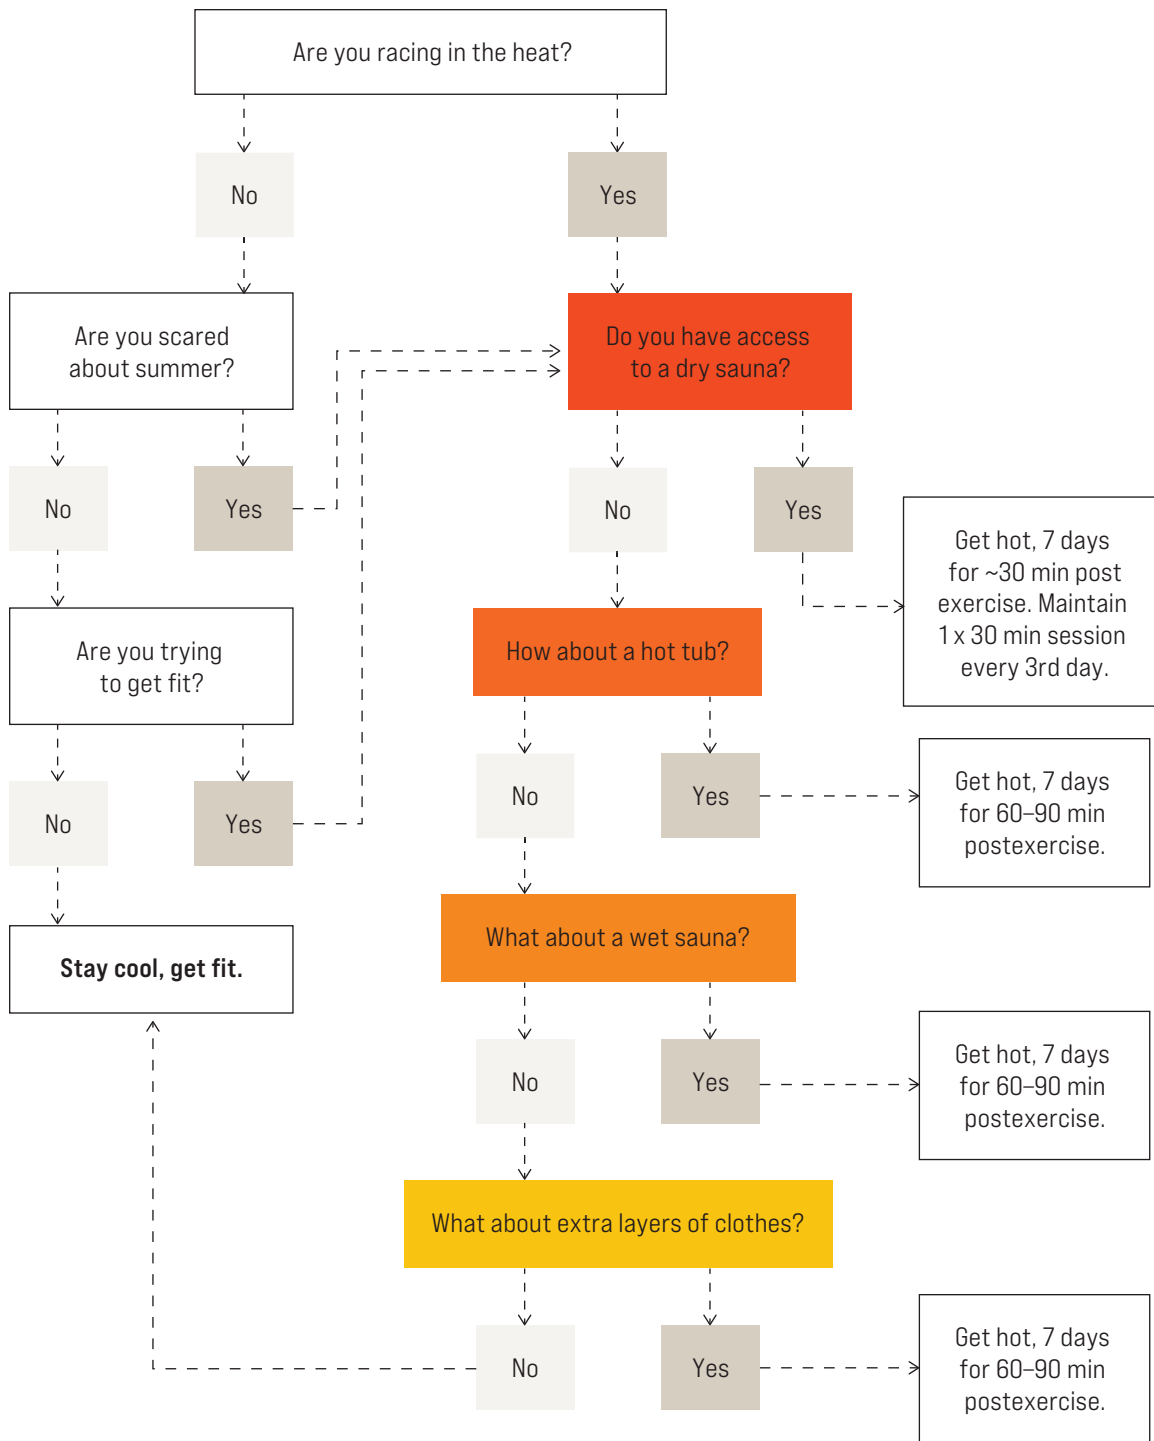 Are you racing in the heat?
No
Yes
Are you scared
about summer?
Do you have access
to a dry sauna?
No
Yes
No
Yes
Get hot, 7 days
for ~30 min post
exercise. Maintain
1 x 30 min session
every 3rd day.
Are you trying
to get fit?
How about a hot tub?
No
Yes
No
Yes
Get hot, 7 days
for 60–90 min
postexercise.
Stay cool, get fit.
What about a wet sauna?
No
Yes
Get hot, 7 days
for 60–90 min
postexercise.
What about extra layers of clothes?
No
Yes
Get hot, 7 days
for 60–90 min
postexercise.